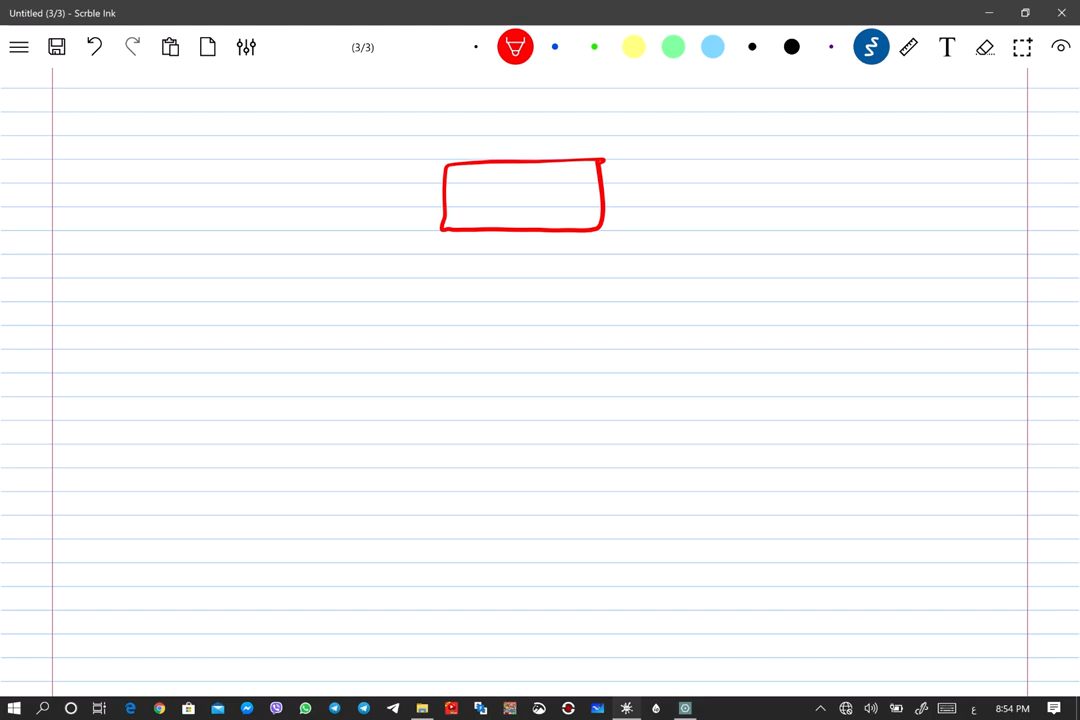 Untitled (3/3) - Scrble Ink
(3/3)
T
ع
8:54 PM